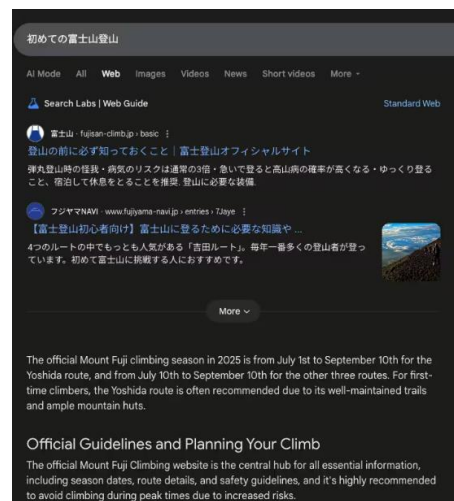 初めての富士山登山
AI Mode All Web Images Videos News Short videos More
Search Labs | Web Guide Standard Web
富士山 · fujisan-climb.jp › basic
登山の前に必ず知っておくこと｜富士登山オフィシャルサイト
弾丸登山時の怪我・病気のリスクは通常の3倍・急いで登ると高山病の確率が高くなる・ゆっくり登る
こと、宿泊して休息をとることを推奨. 登山に必要な装備.
フジヤマNAVI · www.fujiyama-navi.jp › entries › 7Jaye
【富士登山初心者向け】富士山に登るために必要な知識や ...
4つのルートの中でもっとも人気がある「吉田ルート」。毎年一番多くの登山者が登っ
ています。初めて富士山に挑戦する人におすすめです。
More
The official Mount Fuji climbing season in 2025 is from July 1st to September 10th for the
Yoshida route, and from July 10th to September 10th for the other three routes. For first-
time climbers, the Yoshida route is often recommended due to its well-maintained trails
and ample mountain huts.
Official Guidelines and Planning Your Climb
The official Mount Fuji Climbing website is the central hub for all essential information,
including season dates, route details, and safety guidelines, and it's highly recommended
to avoid climbing during peak times due to increased risks.